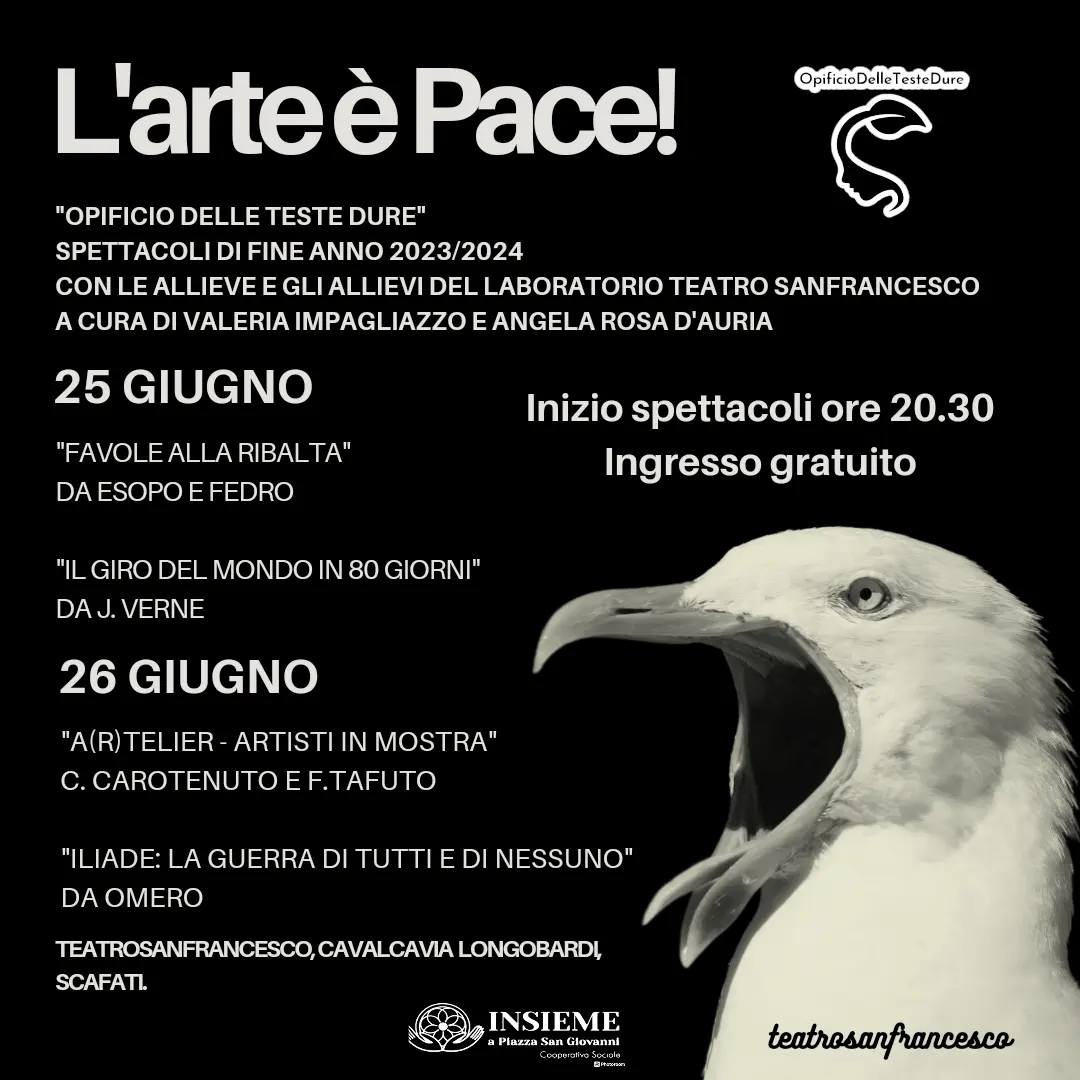 L'arte è Pace!
OpificioDelleTesteDure
"OPIFICIO DELLE TESTE DURE"
SPETTACOLI DI FINE ANNO 2023/2024
CON LE ALLIEVE E GLI ALLIEVI DEL LABORATORIO TEATRO SANFRANCESCO
A CURA DI VALERIA IMPAGLIAZZO E ANGELA ROSA D'AURIA
25 GIUGNO
"FAVOLE ALLA RIBALTA"
DA ESOPO E FEDRO
"IL GIRO DEL MONDO IN 80 GIORNI"
DA J. VERNE
Inizio spettacoli ore 20.30
Ingresso gratuito
26 GIUGNO
"A(R)TELIER - ARTISTI IN MOSTRA"
C. CAROTENUTO E F.TAFUTO
"ILIADE: LA GUERRA DI TUTTI E DI NESSUNO"
DA OMERO
TEATROSANFRANCESCO, CAVALCAVIA LONGOBARDI,
SCAFATI.
INSIEME
a Piazza San Giovanni
Cooperativa Sociale
Photoroom
teatrosanfrancesco